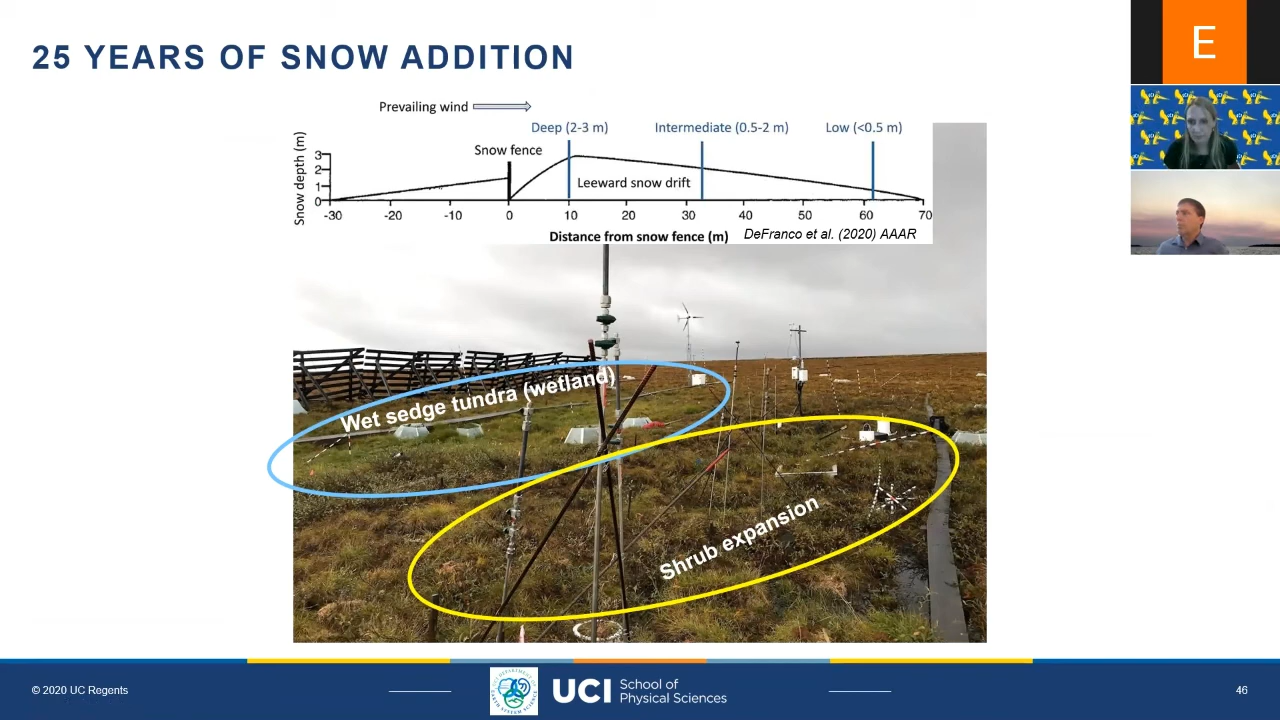 25 YEARS OF SNOW ADDITION
E
Prevailing wind
Deep (2-3 m)
Intermediate (0.5-2 m)
Low (<0.5 m)
Snow fence
Snow depth (m)
3
2
1
0
Leeward snow drift
-30
-20
-10
0
10
20
30
40
50
60
70
Distance from snow fence (m)
DeFranco et al. (2020) AAAR
Wet sedge tundra (wetland)
Shrub expansion
© 2020 UC Regents
UCI
School of
Physical Sciences
46